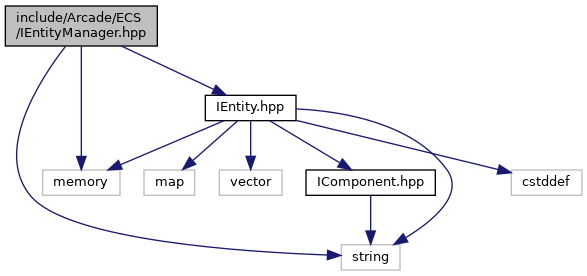 include/Arcade/ECS
/IEntityManager.hpp
IEntity.hpp
memory
map
vector
IComponent.hpp
cstddef
string